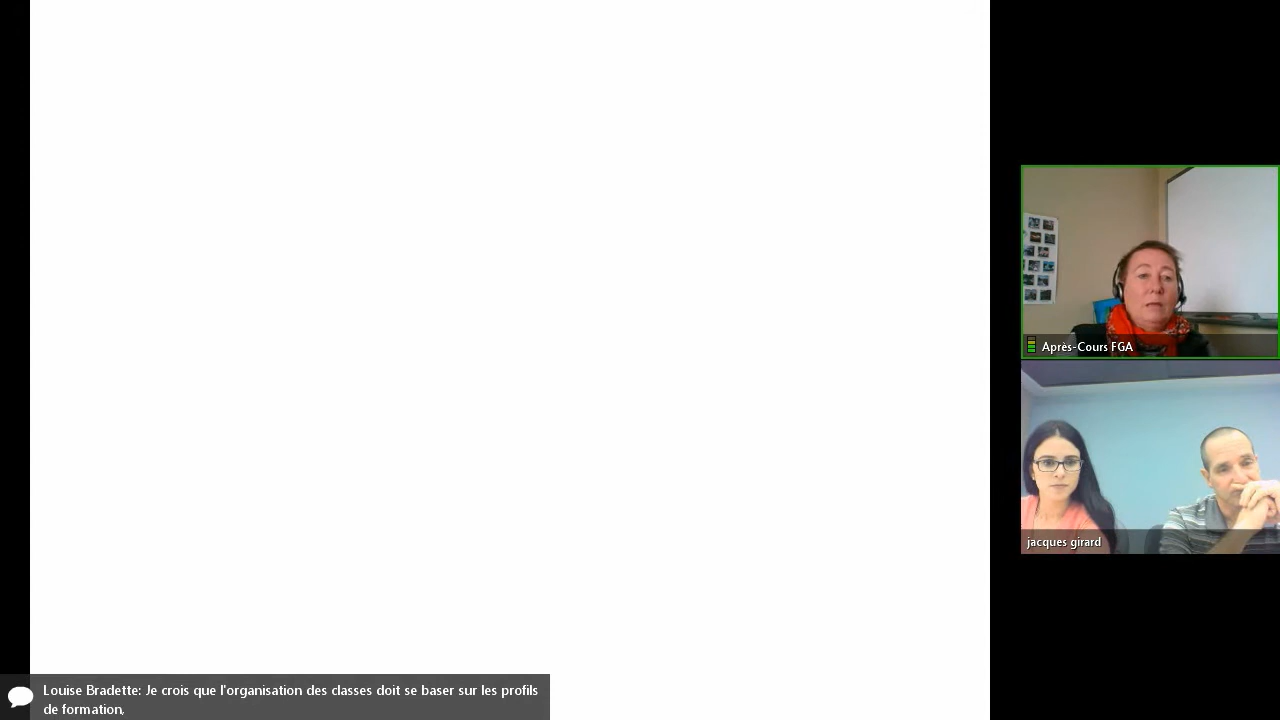 Après-Cours FGA
jacques girard
Louise Bradette: Je crois que l'organisation des classes doit se baser sur les profils
de formation,